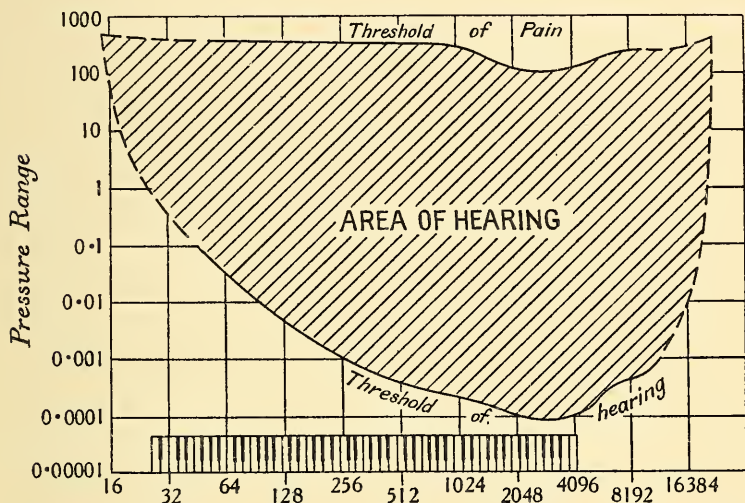 1000
Threshold of Pain
100
10
1
AREA OF HEARING
0·1
0·01
0·001
Threshold of. hearing
0·0001
0·00001
Pressure Range
16 32 64 128 256 512 1024 2048 4096 8192 16384